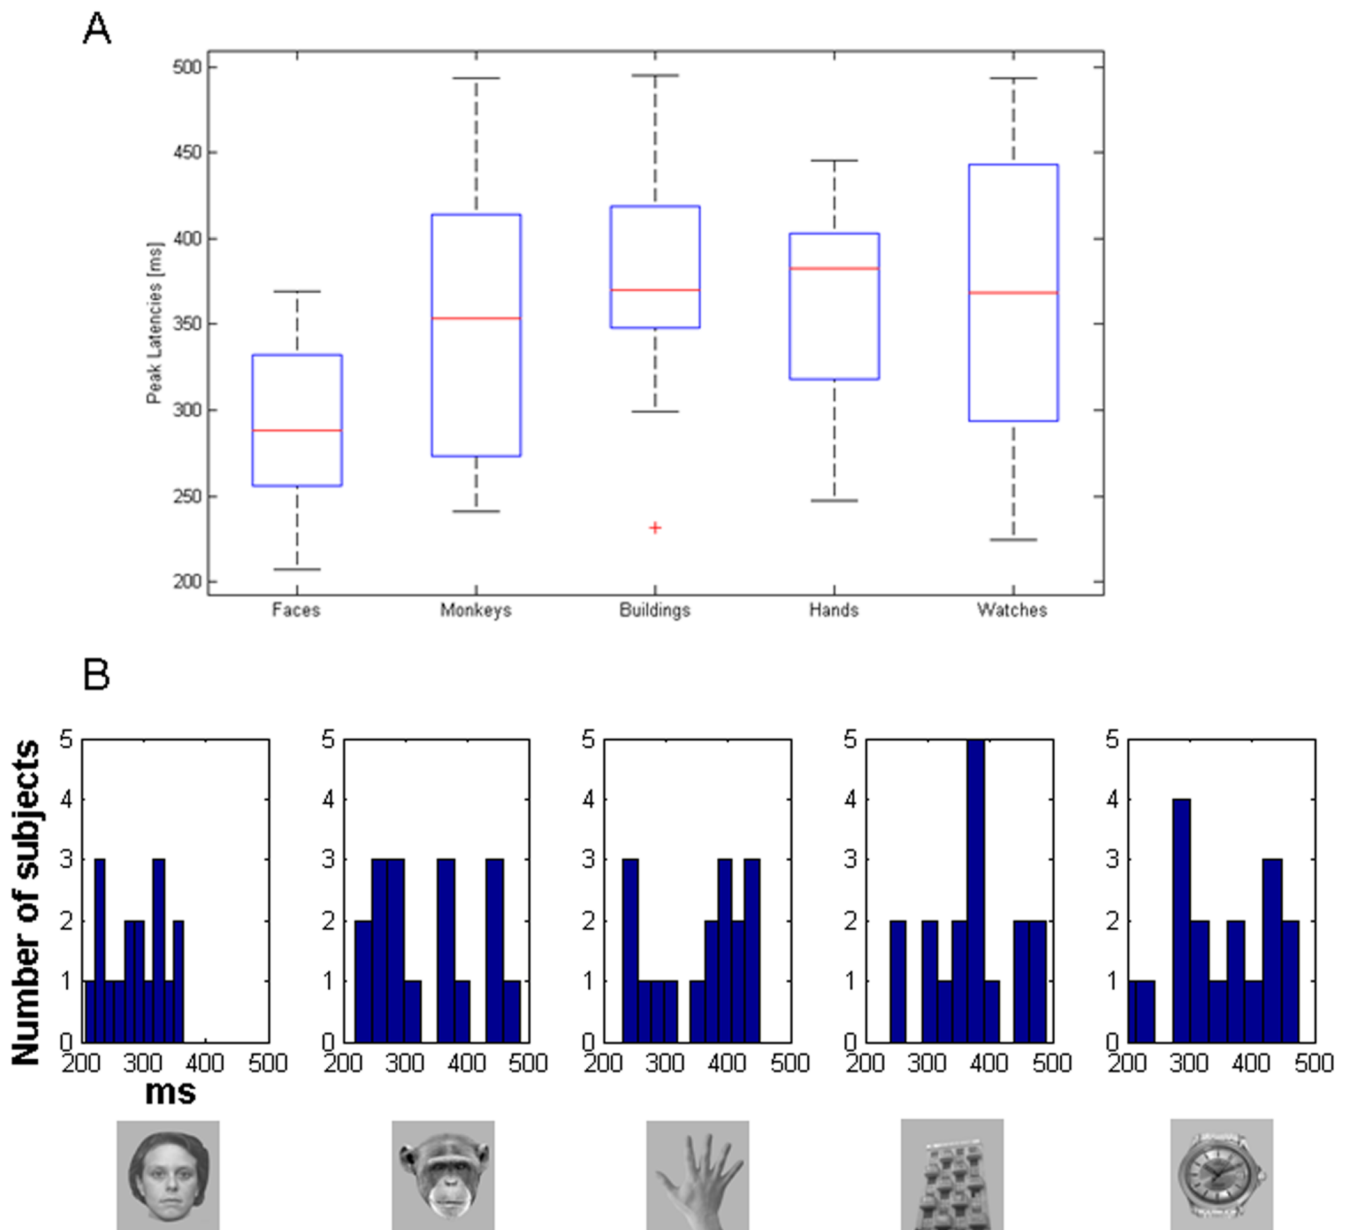 A
500
450
400
350
300
250
200
Peak Latencies [ms]
Faces Monkeys Buildings Hands Watches
B
Number of subjects
5 5 5 5 5
4 4 4 4 4
3 3 3 3 3
2 2 2 2 2
1 1 1 1 1
0 0 0 0 0
200 300 400 500 200 300 400 500 200 300 400 500 200 300 400 500 200 300 400 500
ms